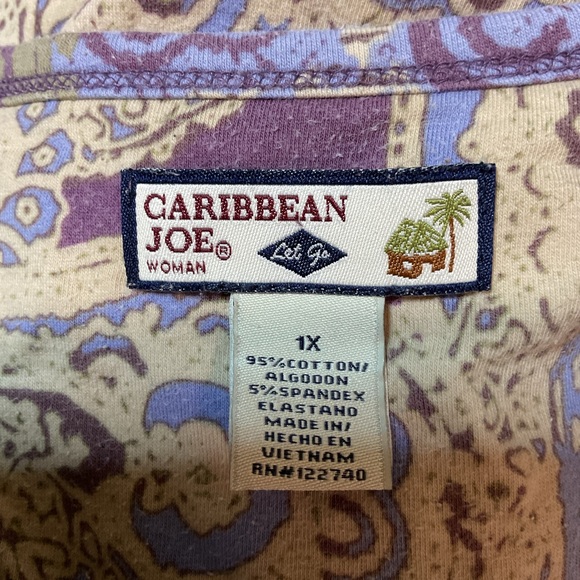 CARIBBEAN
JOE®
Let Go
WOMAN
1X
95%COTTON/
ALGODON
5%SPANDEX
ELASTANO
MADE IN/
HECHO EN
VIETNAM
RN#122740